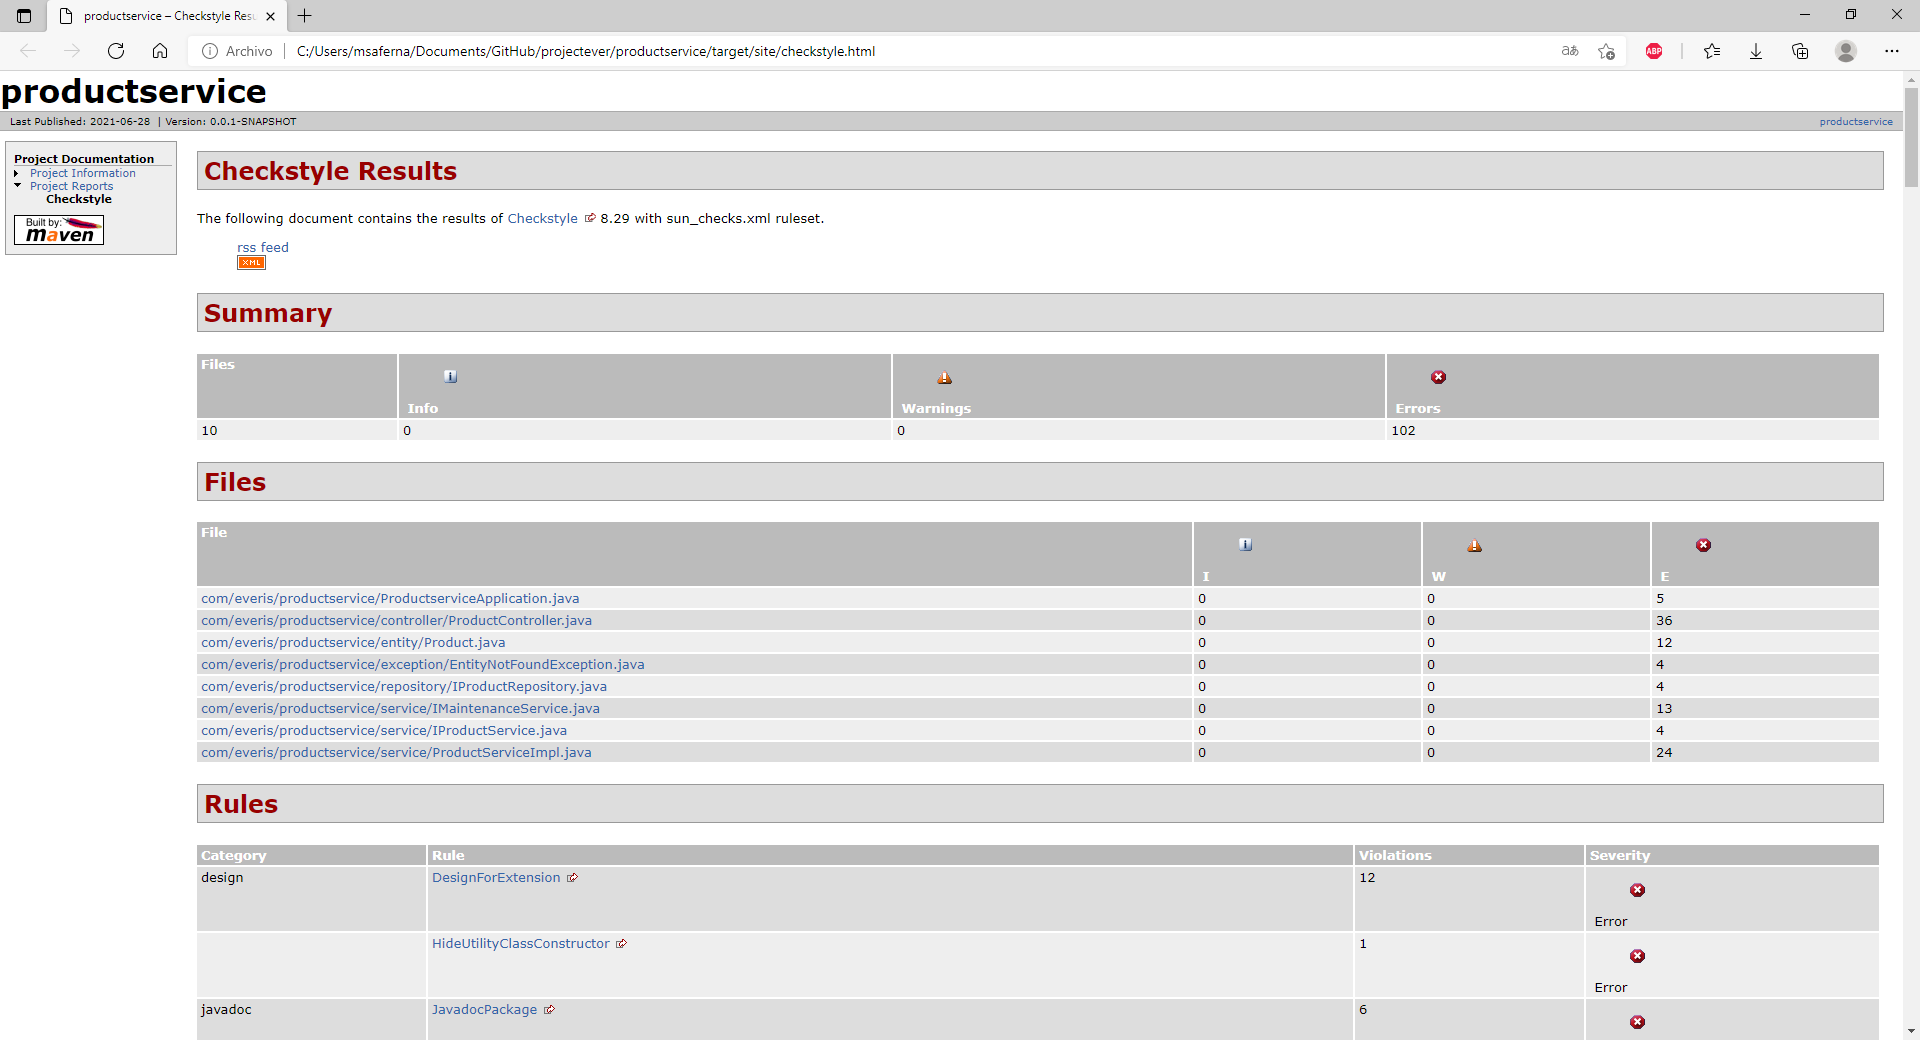 productservice – Checkstyle Resu
Archivo
C:/Users/msaferna/Documents/GitHub/projectever/productservice/target/site/checkstyle.html
aあ
ABP
productservice
Last Published: 2021-06-28 | Version: 0.0.1-SNAPSHOT
productservice
Project Documentation
Project Information
Project Reports
Checkstyle
Built by:
maven
Checkstyle Results
The following document contains the results of Checkstyle 8.29 with sun_checks.xml ruleset.
rss feed
XML
Summary
Files Info Warnings Errors
10 0 0 102
Files
File I W E
com/everis/productservice/ProductserviceApplication.java 0 0 5
com/everis/productservice/controller/ProductController.java 0 0 36
com/everis/productservice/entity/Product.java 0 0 12
com/everis/productservice/exception/EntityNotFoundException.java 0 0 4
com/everis/productservice/repository/IProductRepository.java 0 0 4
com/everis/productservice/service/IMaintenanceService.java 0 0 13
com/everis/productservice/service/IProductService.java 0 0 4
com/everis/productservice/service/ProductServiceImpl.java 0 0 24
Rules
Category Rule Violations Severity
design DesignForExtension 12 Error
HideUtilityClassConstructor 1 Error
javadoc JavadocPackage 6